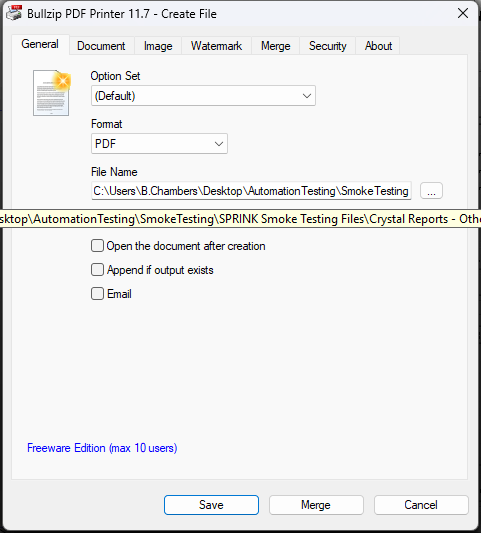 Bullzip PDF Printer 11.7 - Create File
General Document Image Watermark Merge Security About
Option Set
(Default)
Format
PDF
File Name
C:\Users\B.Chambers\Desktop\AutomationTesting\SmokeTesting
...
sktop\AutomationTesting\SmokeTesting\SPRINK Smoke Testing Files\Crystal Reports - Othe
Open the document after creation
Append if output exists
Email
Freeware Edition (max 10 users)
Save Merge Cancel